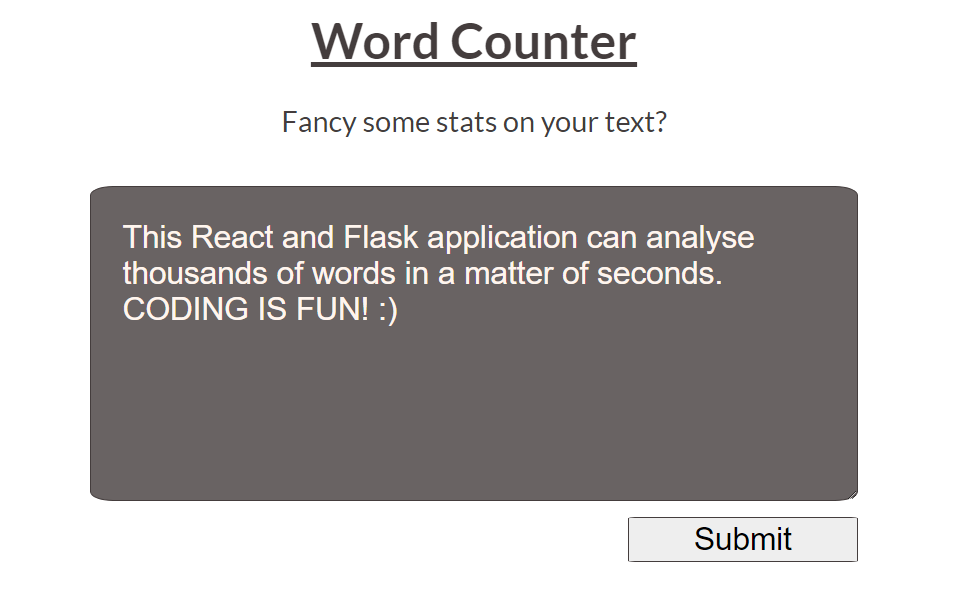 Word Counter
Fancy some stats on your text?
This React and Flask application can analyse
thousands of words in a matter of seconds.
CODING IS FUN! :)
Submit